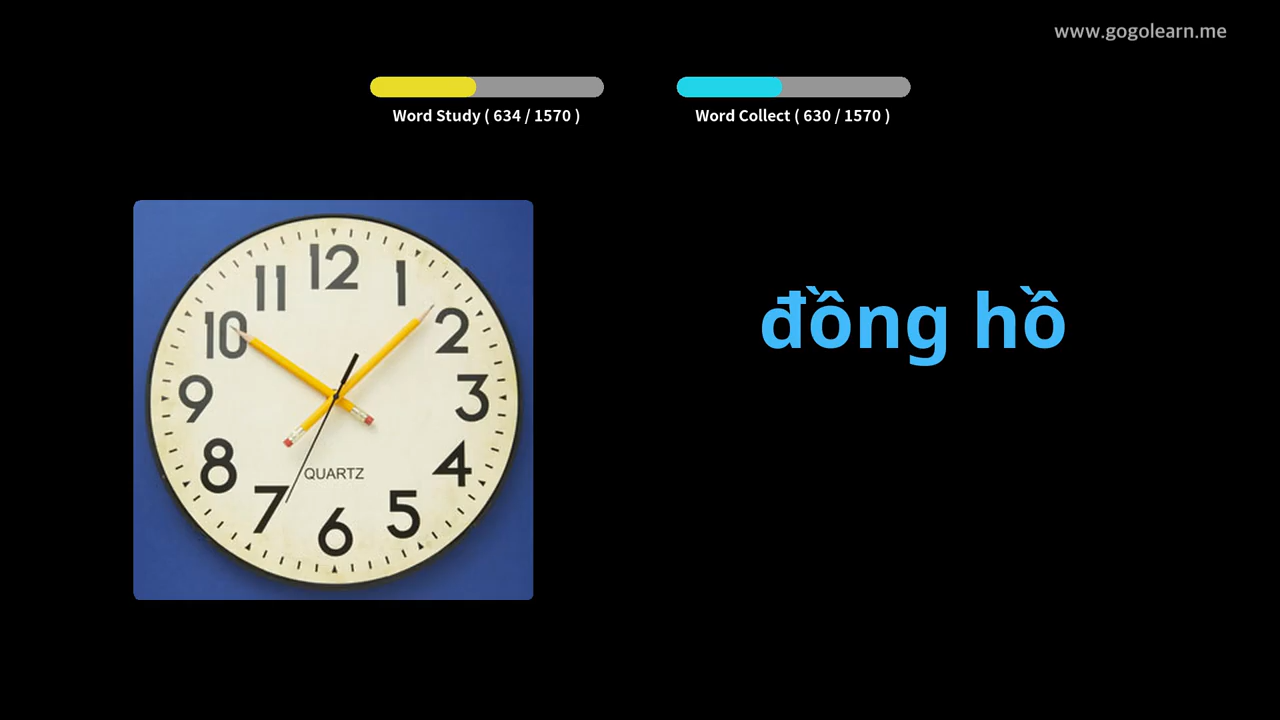 www.gogolearn.me
Word Study ( 634 / 1570 )
Word Collect ( 630 / 1570 )
đồng hồ
12
11
1
10
2
9
3
8
4
QUARTZ
7
5
6